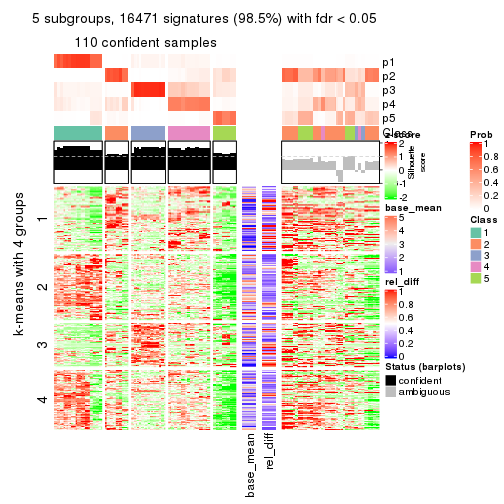 5 subgroups, 16471 signatures (98.5%) with fdr < 0.05
110 confident samples
p1
p2
p3
p4
p5
Class
z-score
2
1
0
-1
-2
Silhouette
score
Prob
1
0.8
0.6
0.4
0.2
0
Class
1
2
3
4
5
base_mean
5
4
3
2
1
rel_diff
1
0.8
0.6
0.4
0.2
0
Status (barplots)
confident
ambiguous
k-means with 4 groups
1
2
3
4
base_mean
rel_diff